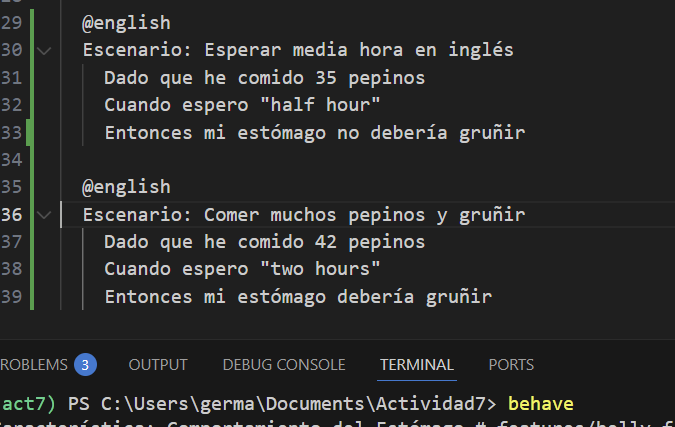 29 @english
30 Escenario: Esperar media hora en inglés
31 Dado que he comido 35 pepinos
32 Cuando espero "half hour"
33 Entonces mi estómago no debería gruñir
34
35 @english
36 Escenario: Comer muchos pepinos y gruñir
37 Dado que he comido 42 pepinos
38 Cuando espero "two hours"
39 Entonces mi estómago debería gruñir
ROBLEMS 3 OUTPUT DEBUG CONSOLE TERMINAL PORTS
act7) PS C:\Users\germa\Documents\Actividad7> behave